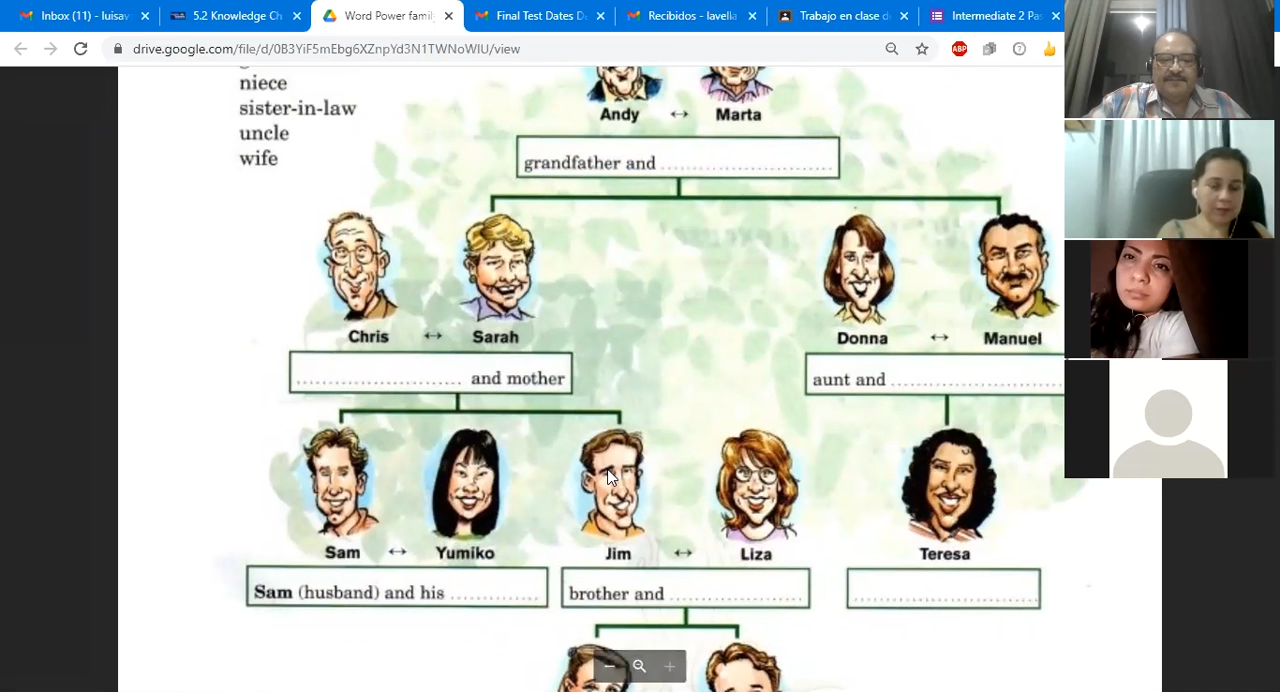 Inbox (11) - luisav
5.2 Knowledge Ch
Word Power famil
Final Test Dates D
Recibidos - lavella
Trabajo en clase d
Intermediate 2 Pa
drive.google.com/file/d/0B3YiF5mEbg6XZnpYd3N1TWNoWlU/view
ABP
niece
sister-in-law
uncle
wife
Andy ↔ Marta
grandfather and ..............................
Chris ↔ Sarah
Donna ↔ Manuel
............................ and mother
aunt and ..............................
Sam ↔ Yumiko
Jim ↔ Liza
Teresa
Sam (husband) and his ...............
brother and ......................
................................